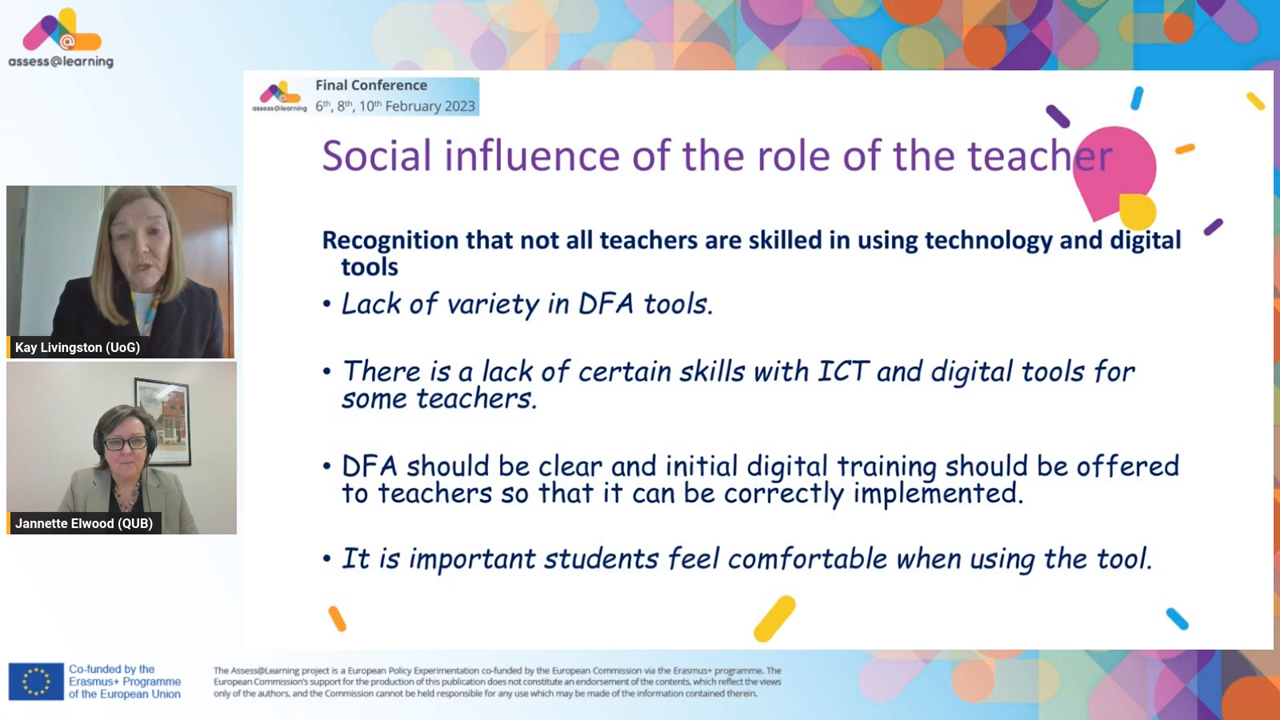 assess@learning
assess@learning
Final Conference
6th, 8th, 10th February 2023
Social influence of the role of the teacher
Recognition that not all teachers are skilled in using technology and digital
tools
• Lack of variety in DFA tools.
• There is a lack of certain skills with ICT and digital tools for
some teachers.
• DFA should be clear and initial digital training should be offered
to teachers so that it can be correctly implemented.
• It is important students feel comfortable when using the tool.
Kay Livingston (UoG)
Jannette Elwood (QUB)
Co-funded by the
Erasmus+ Programme
of the European Union
The Assess@Learning project is a European Policy Experimentation co-funded by the European Commission via the Erasmus+ programme. The
European Commission's support for the production of this publication does not constitute an endorsement of the contents, which reflect the views
only of the authors, and the Commission cannot be held responsible for any use which may be made of the information contained therein.